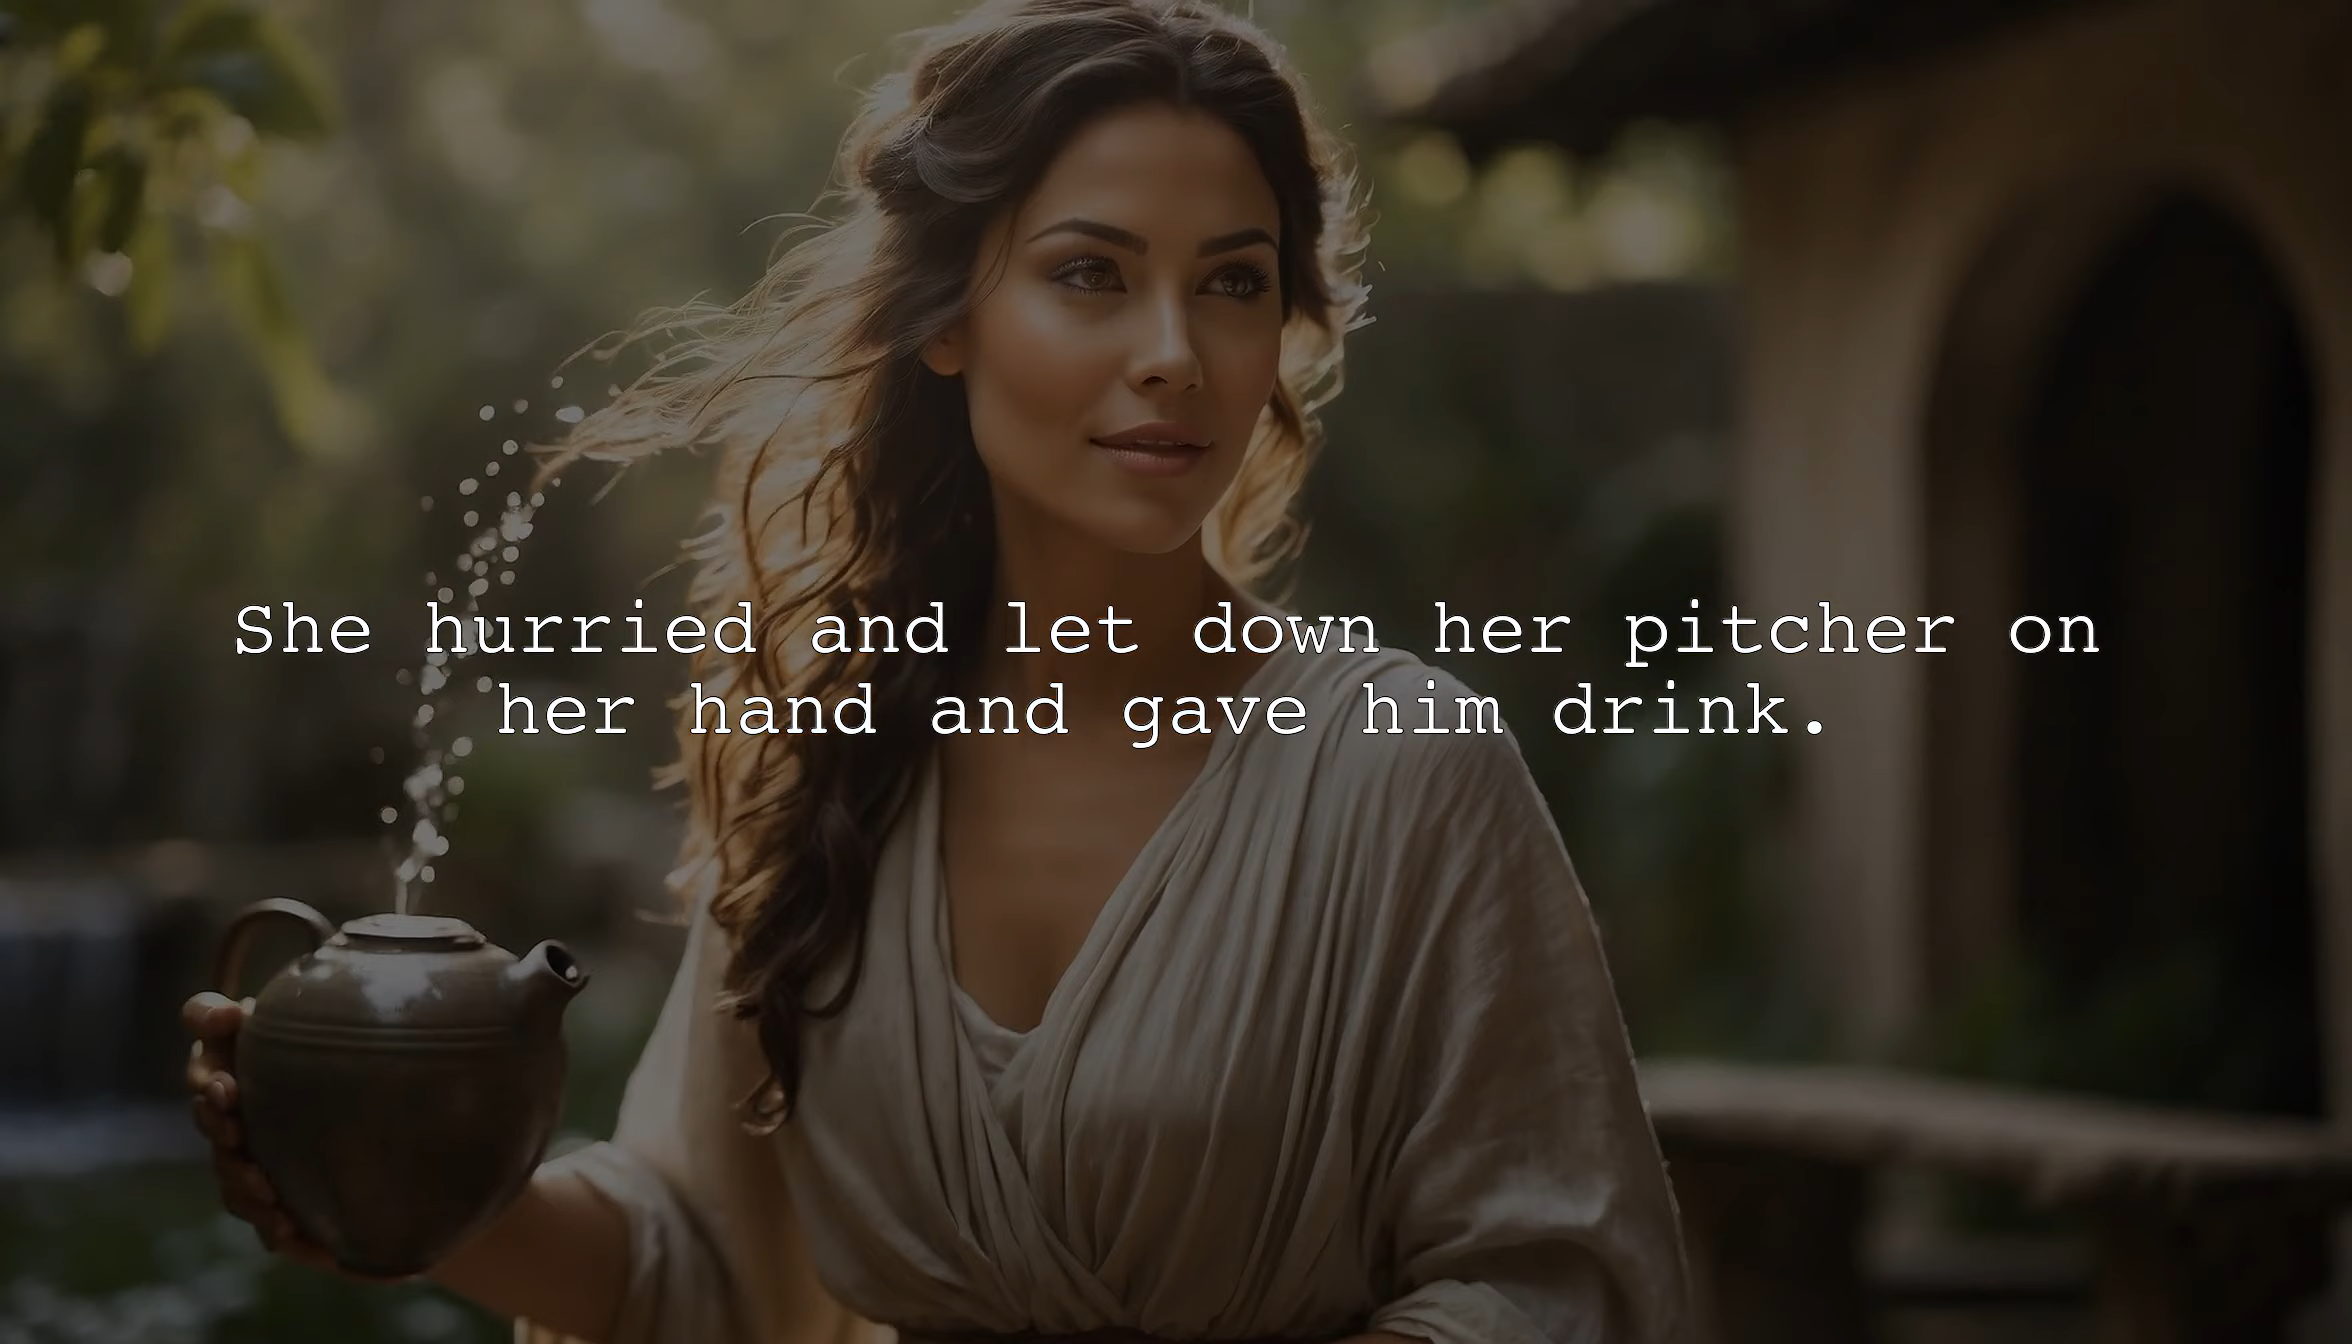 She hurried and let down her pitcher on
her hand and gave him drink.